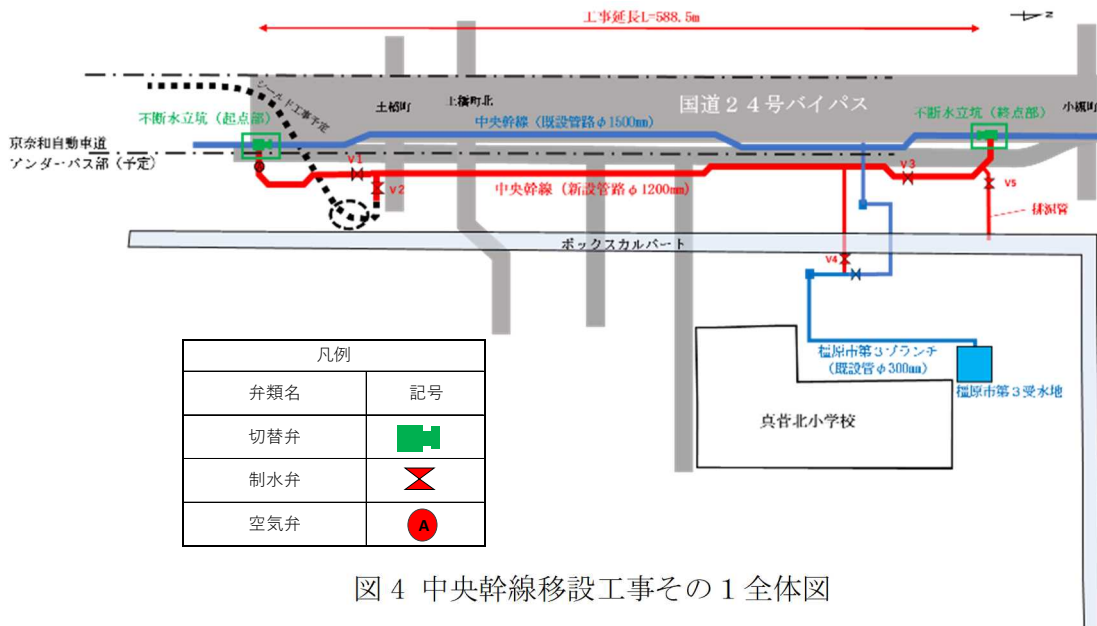 工事延長L=588.5m
N
シールド工事予定
土橋町
土橋町北
国道24号バイパス
小槻町
不断水立坑(起点部)
中央幹線(既設管路φ1500㎜)
不断水立坑(終点部)
京奈和自動車道
アンダーパス部(予定)
V1
V2
中央幹線(新設管路φ1200㎜)
V3
V5
排泥管
ボックスカルバート
V4
橿原市第3ブランチ
(既設管φ300㎜)
橿原市第3受水地
真菅北小学校
凡例
弁類名 記号
切替弁
制水弁
空気弁 A
図4 中央幹線移設工事その1全体図